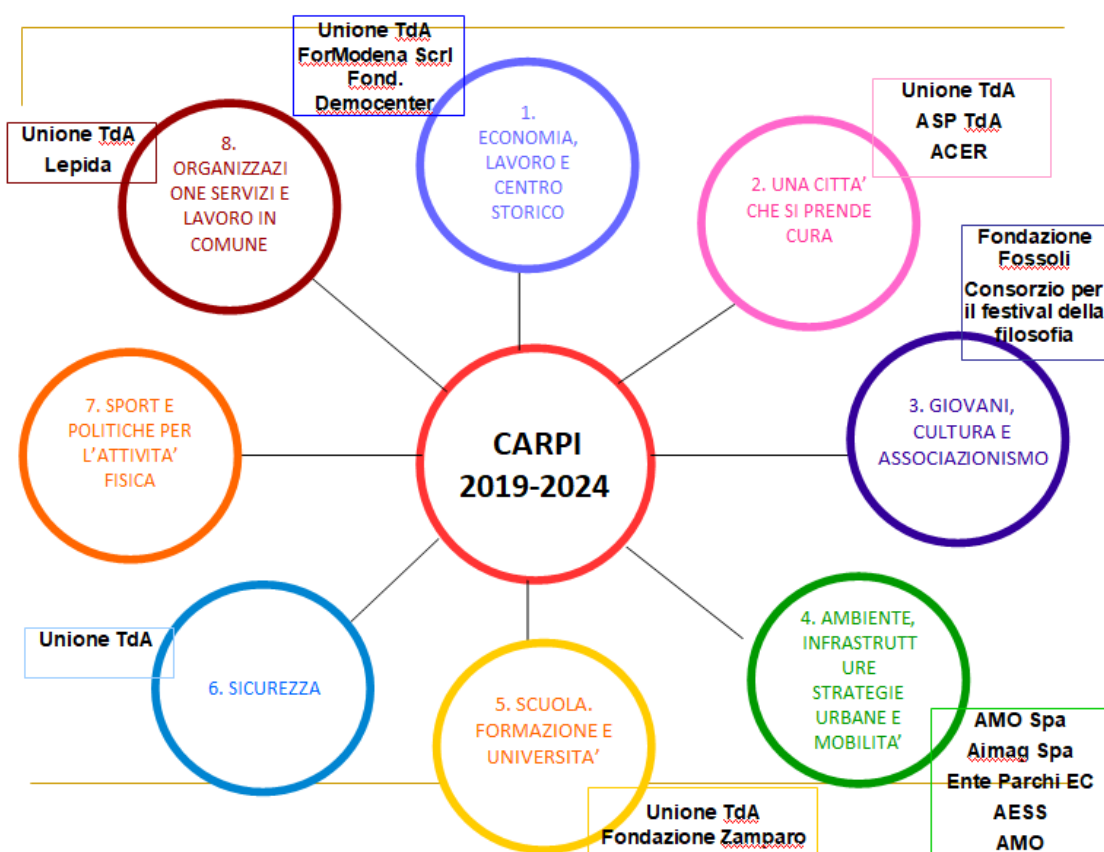 Unione TdA
ForModena Scrl
Fond.
Democenter
1.
ECONOMIA,
LAVORO E
CENTRO
STORICO
Unione TdA
ASP TdA
ACER
2. UNA CITTA’
CHE SI PRENDE
CURA
Fondazione
Fossoli
Consorzio per
il festival della
filosofia
3. GIOVANI,
CULTURA E
ASSOCIAZIONISMO
4. AMBIENTE,
INFRASTRUTT
URE
STRATEGIE
URBANE E
MOBILITA’
AMO Spa
Aimag Spa
Ente Parchi EC
AESS
AMO
5. SCUOLA.
FORMAZIONE E
UNIVERSITA’
Unione TdA
Fondazione Zamparo
Unione TdA
6. SICUREZZA
7. SPORT E
POLITICHE PER
L’ATTIVITA’
FISICA
Unione TdA
Lepida
8.
ORGANIZZAZI
ONE SERVIZI E
LAVORO IN
COMUNE
CARPI
2019-2024